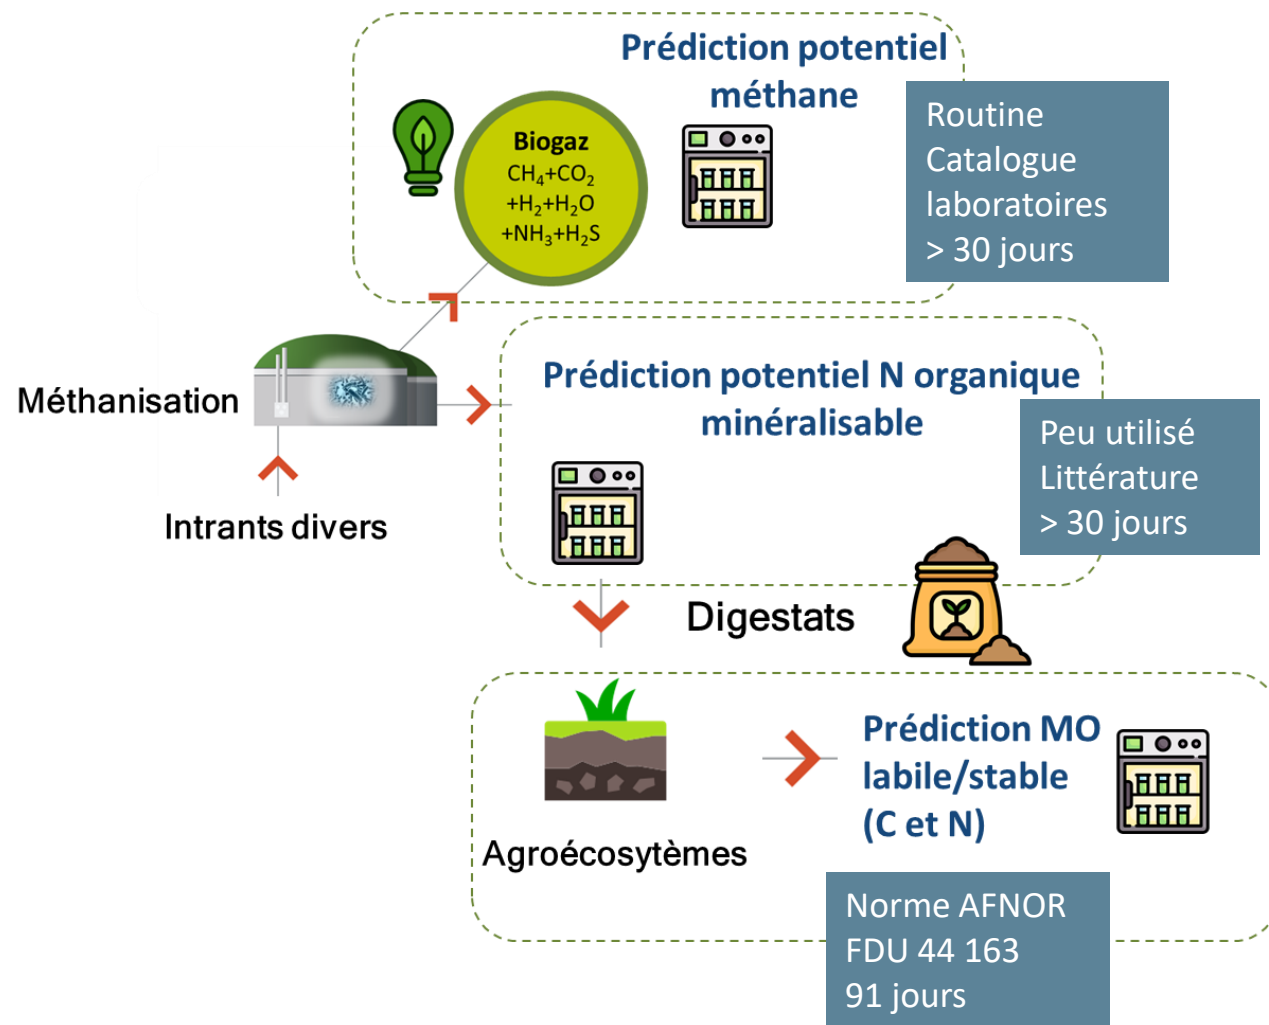 Prédiction potentiel
méthane
Routine
Catalogue
laboratoires
> 30 jours
Biogaz
CH₄+CO₂
+H₂+H₂O
+NH₃+H₂S
Méthanisation
Intrants divers
Prédiction potentiel N organique
minéralisable
Peu utilisé
Littérature
> 30 jours
Digestats
Agroécosytèmes
Prédiction MO
labile/stable
(C et N)
Norme AFNOR
FDU 44 163
91 jours